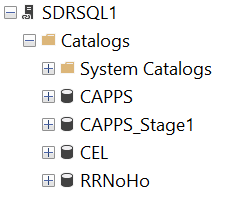 SDRSQL1
Catalogs
System Catalogs
CAPPS
CAPPS_Stage1
CEL
RRNoHo